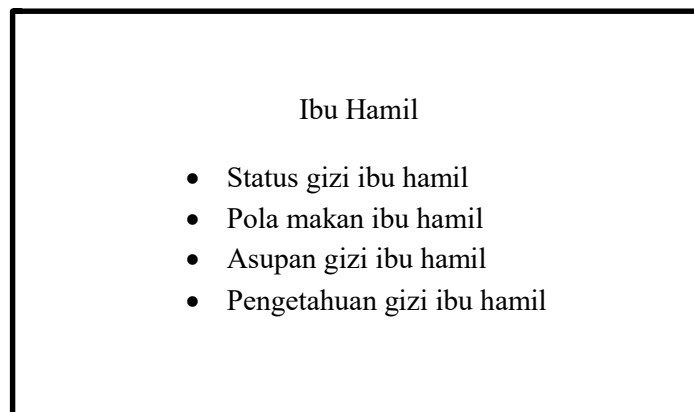 Ibu Hamil
• Status gizi ibu hamil
• Pola makan ibu hamil
• Asupan gizi ibu hamil
• Pengetahuan gizi ibu hamil